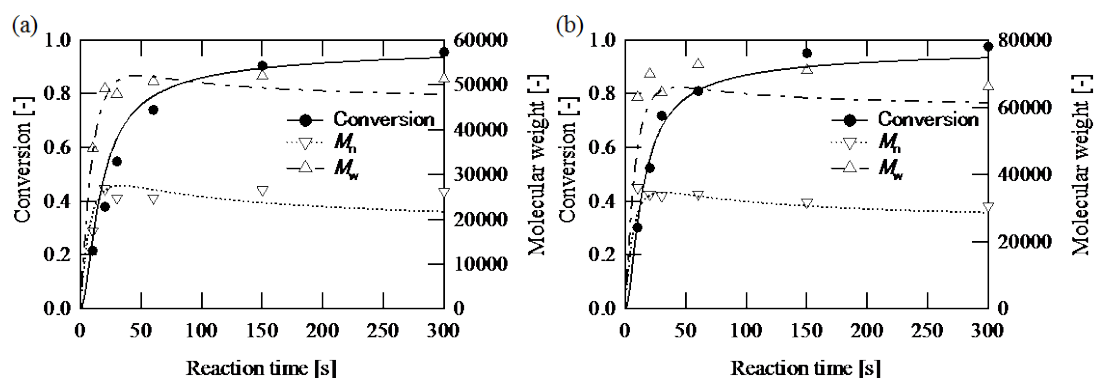 (a)
1.0
0.8
0.6
0.4
0.2
0.0
Conversion [-]
60000
50000
40000
30000
20000
10000
0
Molecular weight [-]
Conversion
Mn
Mw
0 50 100 150 200 250 300
Reaction time [s]
(b)
1.0
0.8
0.6
0.4
0.2
0.0
Conversion [-]
80000
60000
40000
20000
0
Molecular weight [-]
Conversion
Mn
Mw
0 50 100 150 200 250 300
Reaction time [s]